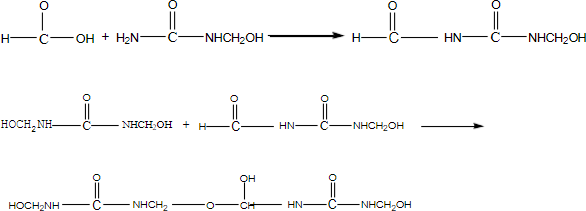 O O O
H C OH + H₂N C NHCH₂OH H C HN C NHCH₂OH
O O O
HOCH₂NH C NHCH₂OH + H C HN C NHCH₂OH
O OH O
HOCH₂NH C NHCH₂ O CH HN C NHCH₂OH